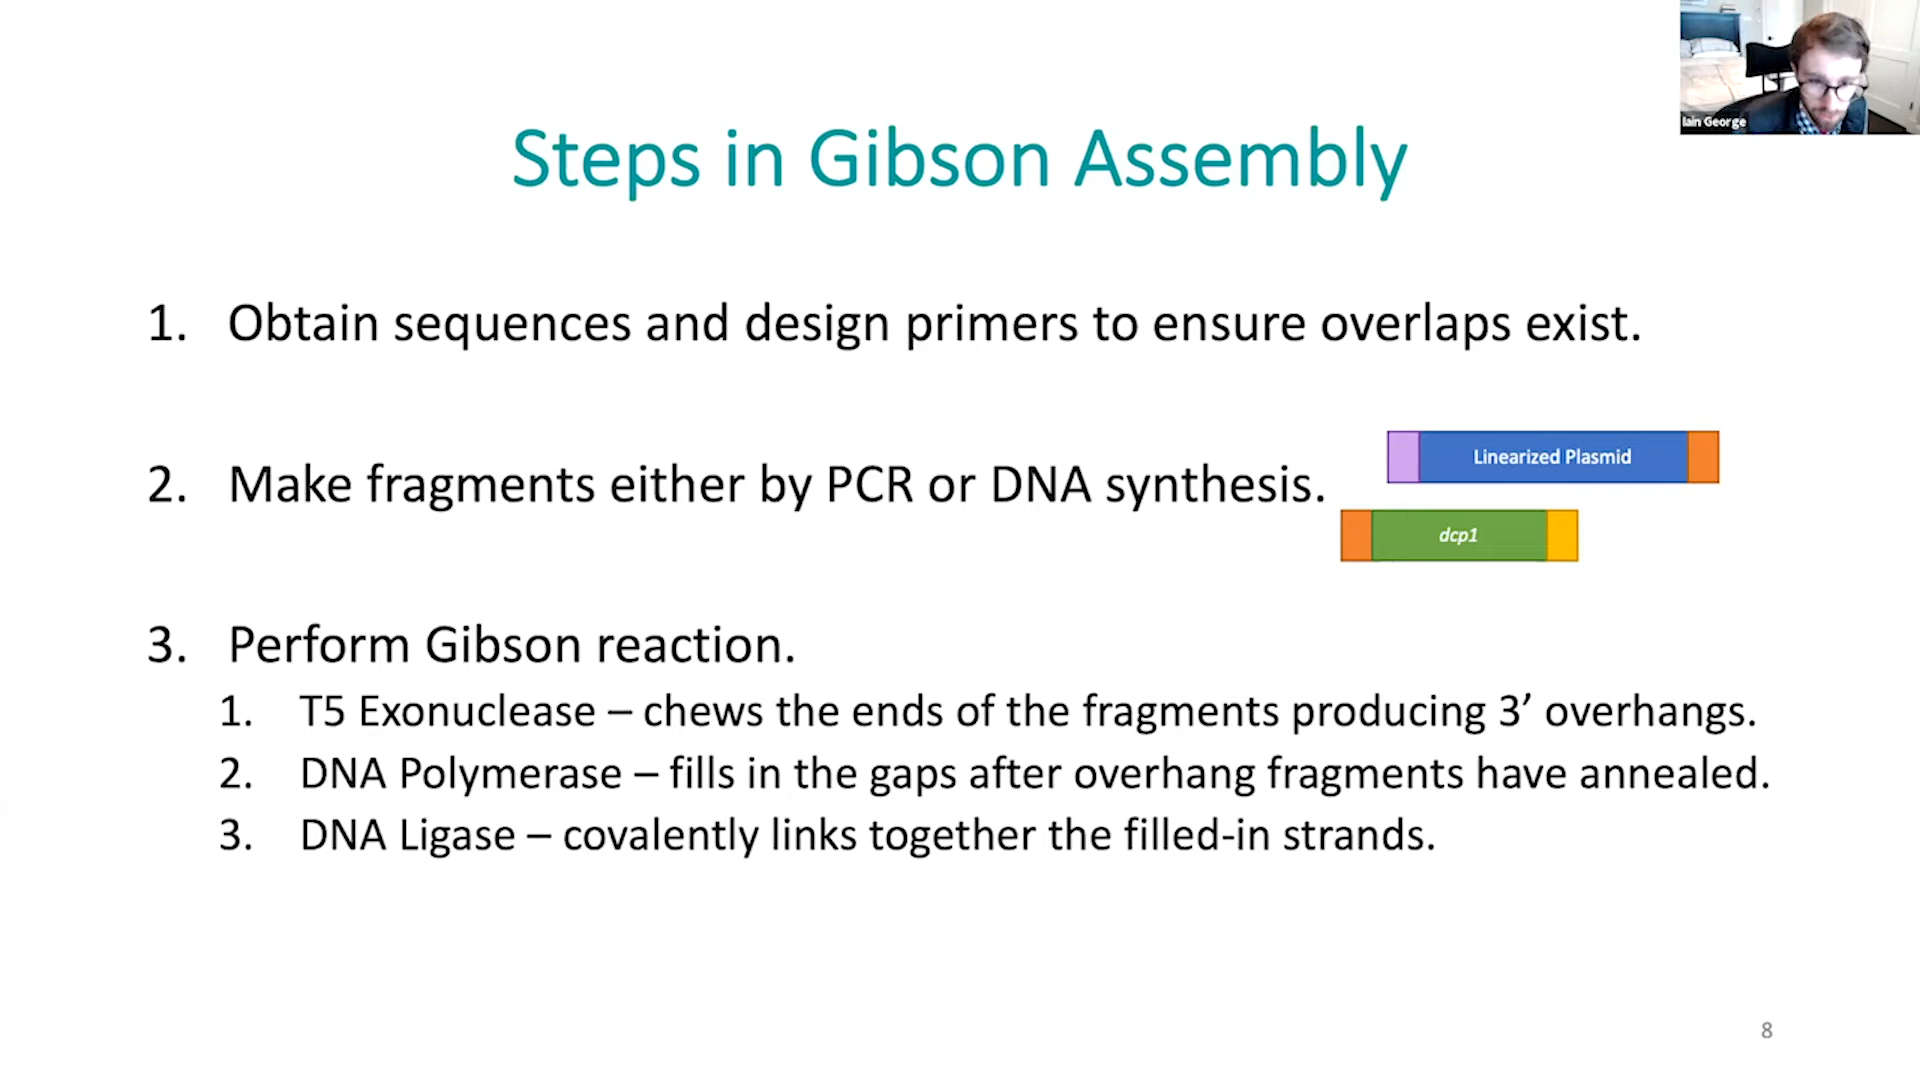 Iain George
Steps in Gibson Assembly
1. Obtain sequences and design primers to ensure overlaps exist.
2. Make fragments either by PCR or DNA synthesis.
Linearized Plasmid
dcp1
3. Perform Gibson reaction.
1. T5 Exonuclease – chews the ends of the fragments producing 3’ overhangs.
2. DNA Polymerase – fills in the gaps after overhang fragments have annealed.
3. DNA Ligase – covalently links together the filled-in strands.
8